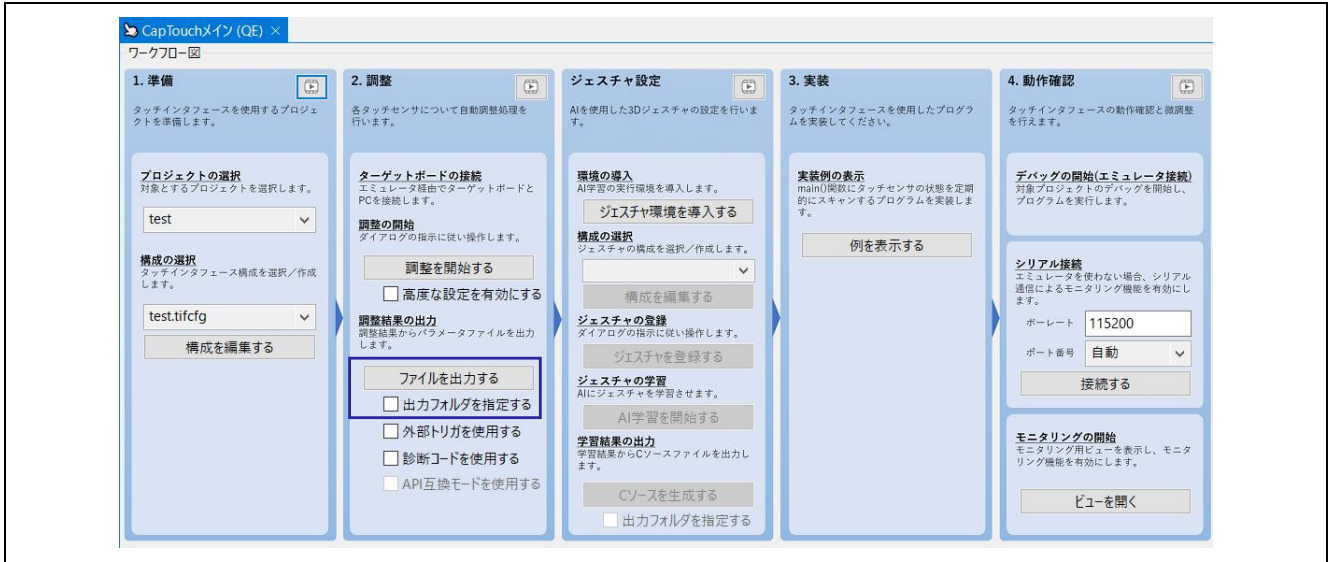 CapTouchメイン (QE) ×
ワークフロー図
1. 準備
タッチインタフェースを使用するプロジェ
クトを準備します。
プロジェクトの選択
対象とするプロジェクトを選択します。
test
構成の選択
タッチインタフェース構成を選択／作成
します。
test.tifcfg
構成を編集する
2. 調整
各タッチセンサについて自動調整処理を
行います。
ターゲットボードの接続
エミュレータ経由でターゲットボードと
PCを接続します。
調整の開始
ダイアログの指示に従い操作します。
調整を開始する
高度な設定を有効にする
調整結果の出力
調整結果からパラメータファイルを出力
します。
ファイルを出力する
出力フォルダを指定する
外部トリガを使用する
診断コードを使用する
API互換モードを使用する
ジェスチャ設定
AIを使用した3Dジェスチャの設定を行いま
す。
環境の導入
AI学習の実行環境を導入します。
ジェスチャ環境を導入する
構成の選択
ジェスチャの構成を選択／作成します。
構成を編集する
ジェスチャの登録
ダイアログの指示に従い操作します。
ジェスチャを登録する
ジェスチャの学習
AIにジェスチャを学習させます。
AI学習を開始する
学習結果の出力
学習結果からCソースファイルを出力し
ます。
Cソースを生成する
出力フォルダを指定する
3. 実装
タッチインタフェースを使用したプログラ
ムを実装してください。
実装例の表示
main()関数にタッチセンサの状態を定期
的にスキャンするプログラムを実装しま
す。
例を表示する
4. 動作確認
タッチインタフェースの動作確認と微調整
を行えます。
デバッグの開始(エミュレータ接続)
対象プロジェクトのデバッグを開始し、
プログラムを実行します。
シリアル接続
エミュレータを使わない場合、シリアル
通信によるモニタリング機能を有効にし
ます。
ボーレート 115200
ポート番号 自動
接続する
モニタリングの開始
モニタリング用ビューを表示し、モニタ
リング機能を有効にします。
ビューを開く